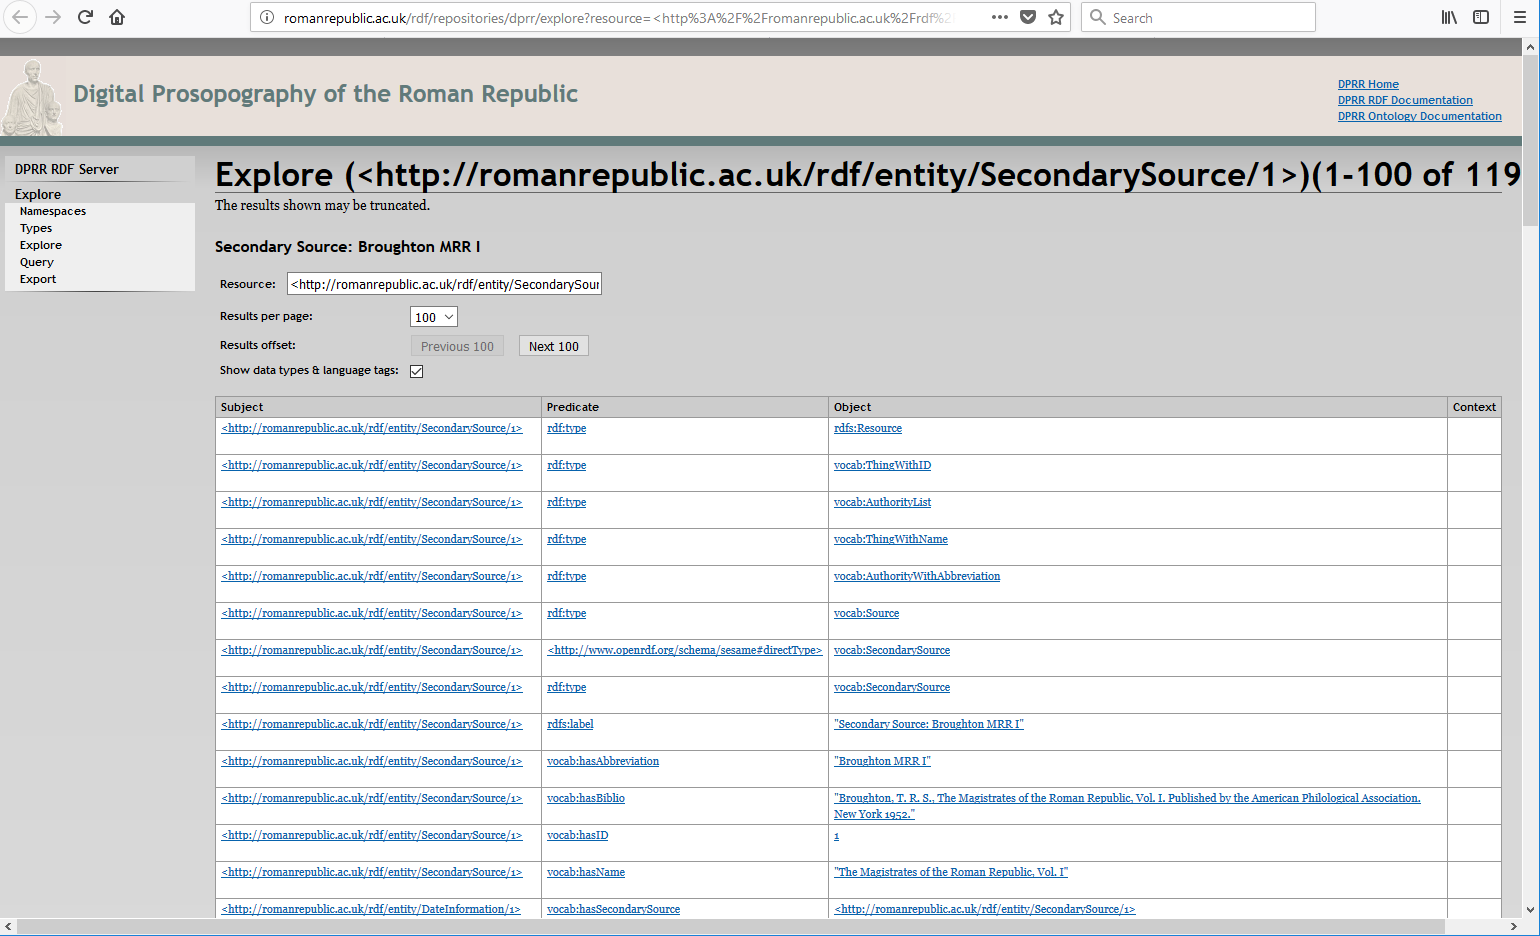 romanrepublic.ac.uk/rdf/repositories/dprr/explore?resource=<http%3A%2F%2Fromanrepublic.ac.uk%2Frdf%2
Search
Digital Prosopography of the Roman Republic
DPRR Home
DPRR RDF Documentation
DPRR Ontology Documentation
DPRR RDF Server
Explore
Namespaces
Types
Explore
Query
Export
Explore (<http://romanrepublic.ac.uk/rdf/entity/SecondarySource/1>)(1-100 of 119
The results shown may be truncated.
Secondary Source: Broughton MRR I
Resource: <http://romanrepublic.ac.uk/rdf/entity/SecondarySour
Results per page: 100
Results offset: Previous 100 Next 100
Show data types & language tags:
Subject Predicate Object Context
<http://romanrepublic.ac.uk/rdf/entity/SecondarySource/1> rdf:type rdfs:Resource
<http://romanrepublic.ac.uk/rdf/entity/SecondarySource/1> rdf:type vocab:ThingWithID
<http://romanrepublic.ac.uk/rdf/entity/SecondarySource/1> rdf:type vocab:AuthorityList
<http://romanrepublic.ac.uk/rdf/entity/SecondarySource/1> rdf:type vocab:ThingWithName
<http://romanrepublic.ac.uk/rdf/entity/SecondarySource/1> rdf:type vocab:AuthorityWithAbbreviation
<http://romanrepublic.ac.uk/rdf/entity/SecondarySource/1> rdf:type vocab:Source
<http://romanrepublic.ac.uk/rdf/entity/SecondarySource/1> <http://www.openrdf.org/schema/sesame#directType> vocab:SecondarySource
<http://romanrepublic.ac.uk/rdf/entity/SecondarySource/1> rdf:type vocab:SecondarySource
<http://romanrepublic.ac.uk/rdf/entity/SecondarySource/1> rdfs:label "Secondary Source: Broughton MRR I"
<http://romanrepublic.ac.uk/rdf/entity/SecondarySource/1> vocab:hasAbbreviation "Broughton MRR I"
<http://romanrepublic.ac.uk/rdf/entity/SecondarySource/1> vocab:hasBiblio "Broughton, T. R. S., The Magistrates of the Roman Republic, Vol. I. Published by the American Philological Association.
New York 1952."
<http://romanrepublic.ac.uk/rdf/entity/SecondarySource/1> vocab:hasID 1
<http://romanrepublic.ac.uk/rdf/entity/SecondarySource/1> vocab:hasName "The Magistrates of the Roman Republic, Vol. I"
<http://romanrepublic.ac.uk/rdf/entity/DateInformation/1> vocab:hasSecondarySource <http://romanrepublic.ac.uk/rdf/entity/SecondarySource/1>